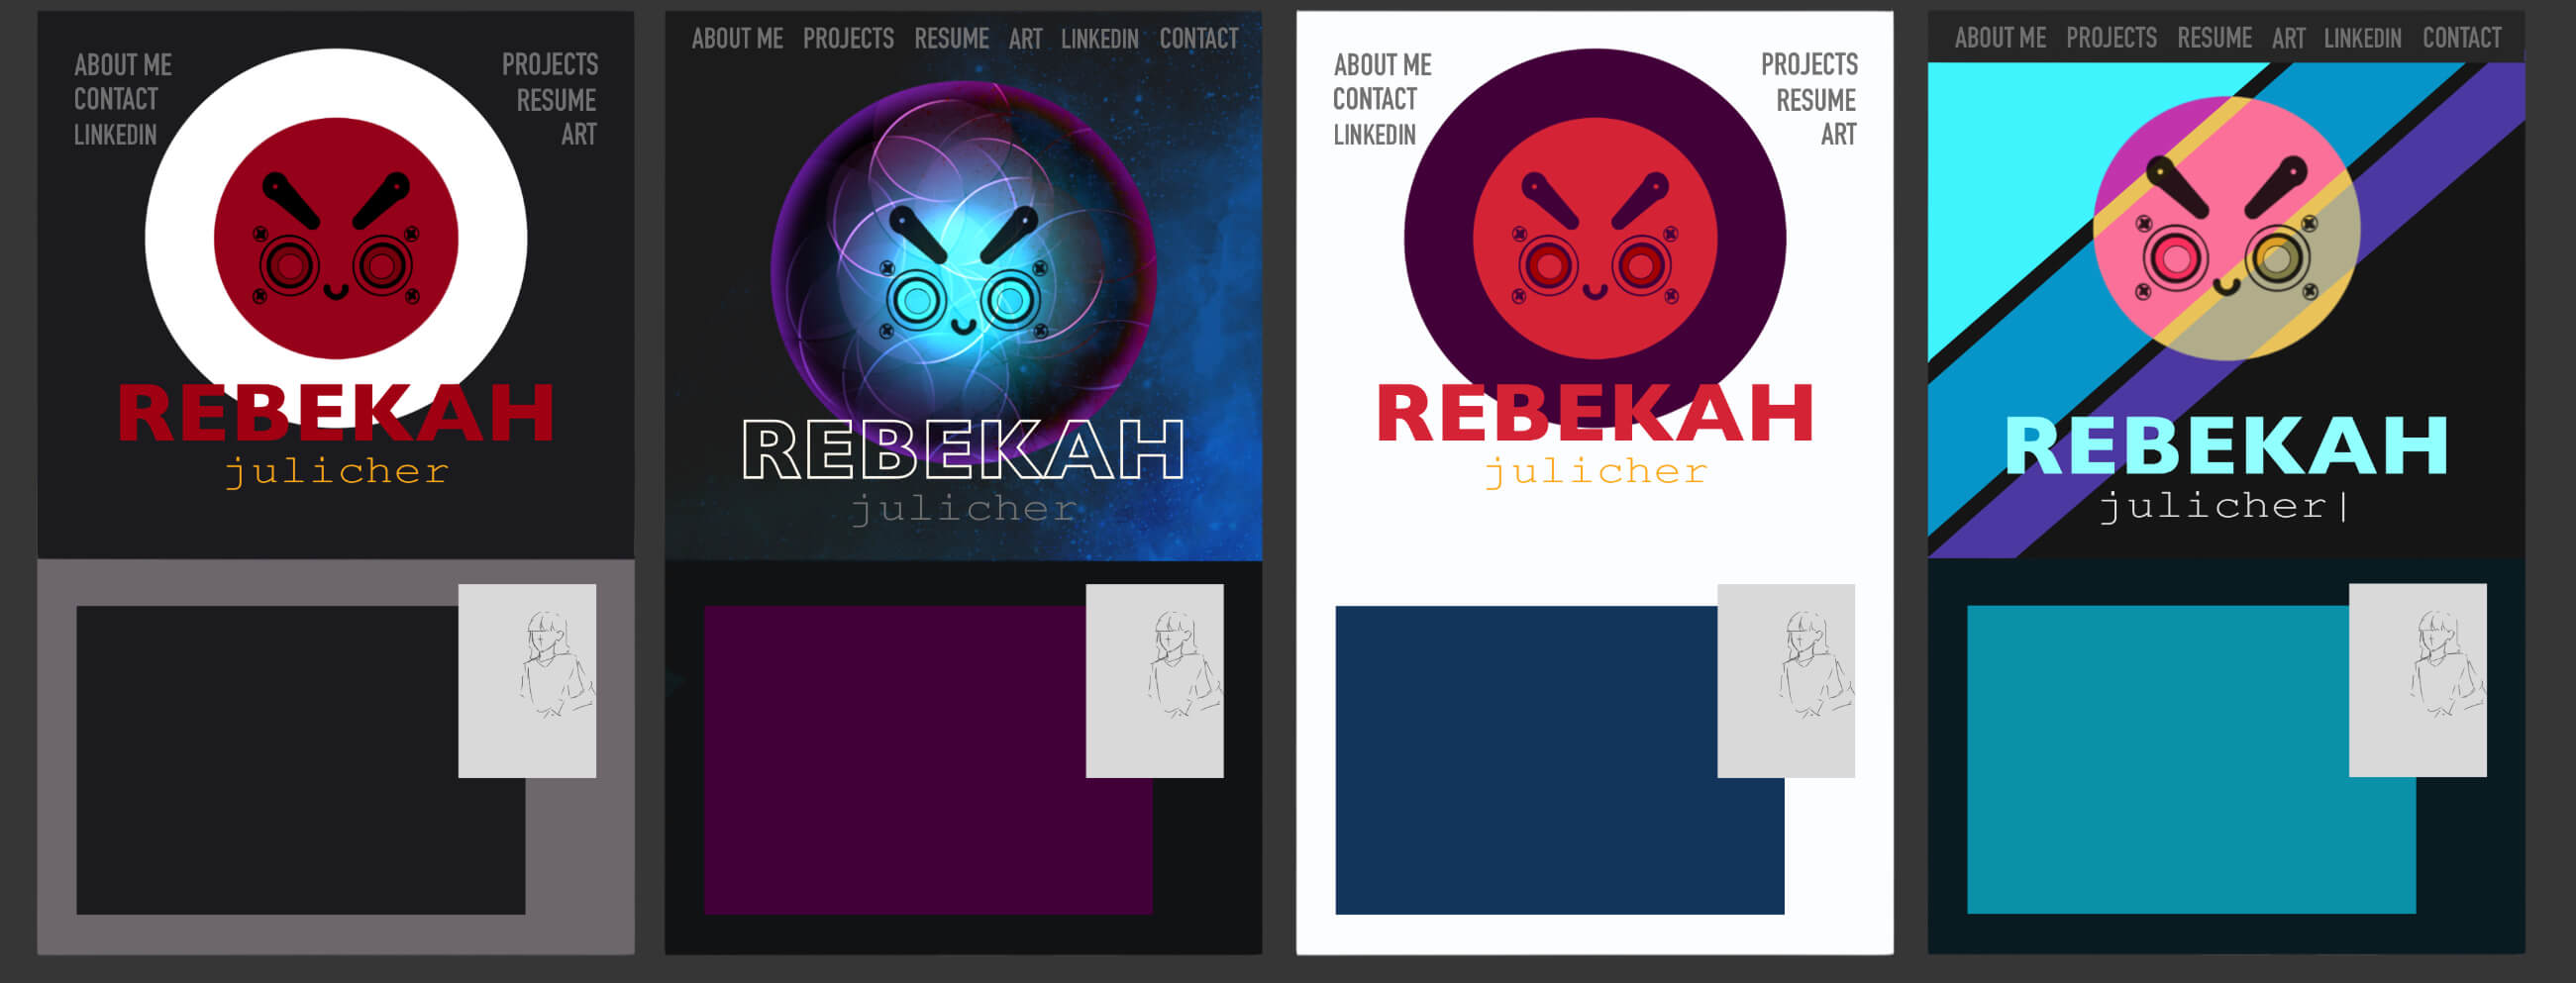 ABOUT ME
CONTACT
LINKEDIN
PROJECTS
RESUME
ART
REBEKAH
julicher
ABOUT ME PROJECTS RESUME ART LINKEDIN CONTACT
REBEKAH
julicher
ABOUT ME
CONTACT
LINKEDIN
PROJECTS
RESUME
ART
REBEKAH
julicher
ABOUT ME PROJECTS RESUME ART LINKEDIN CONTACT
REBEKAH
julicher|